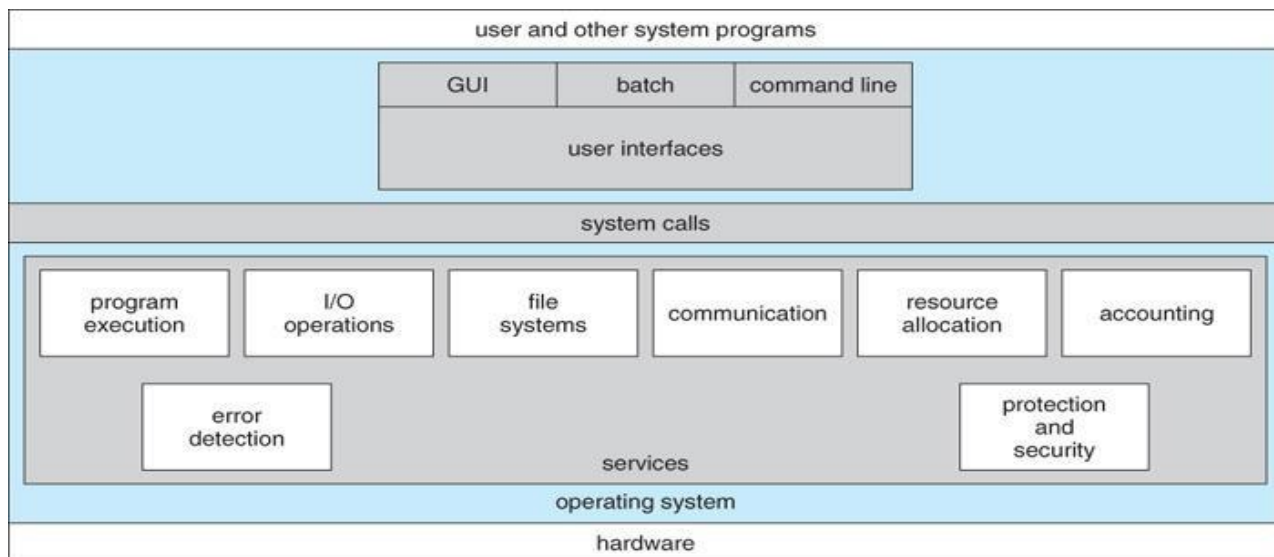 user and other system programs
GUI
batch
command line
user interfaces
system calls
program
execution
I/O
operations
file
systems
communication
resource
allocation
accounting
error
detection
protection
and
security
services
operating system
hardware